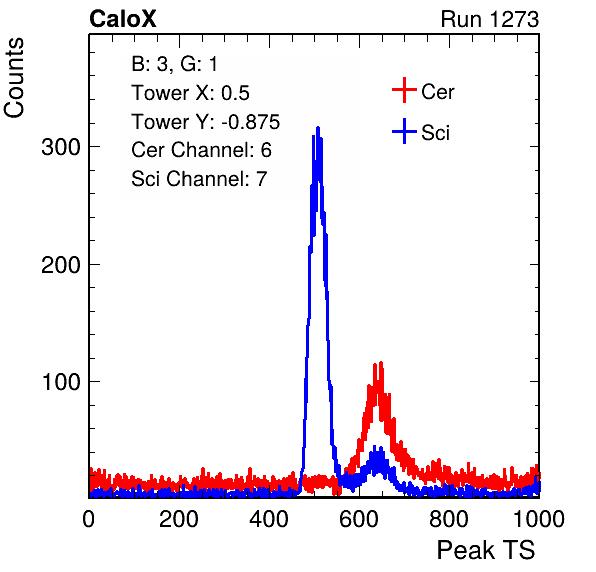 CaloX Run 1273
Counts
B: 3, G: 1
Tower X: 0.5
Tower Y: -0.875
Cer Channel: 6
Sci Channel: 7
Cer
Sci
300
200
100
0 200 400 600 800 1000
Peak TS